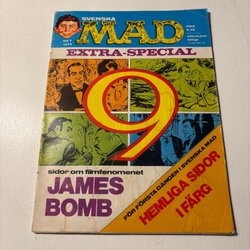 SVENSKA
MAD
EXTRA-SPECIAL
9
sidor om filmfenomenet
JAMES
BOMB
FÖR FÖRSTA GÅNGEN I SVENSKA MAD
HEMLIGA SIDOR
I FÄRG